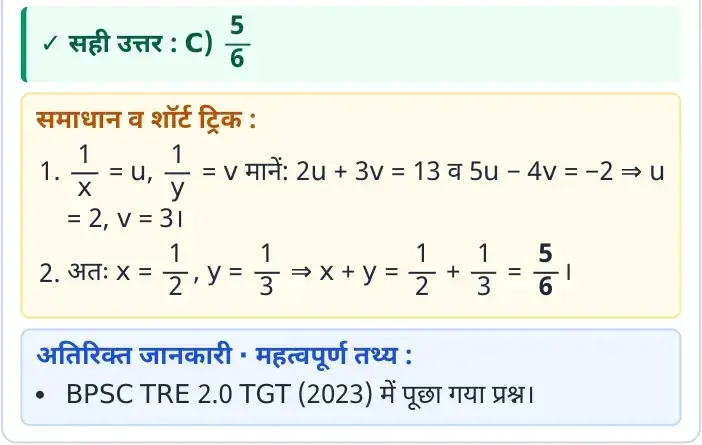 ✓ सही उत्तर : C) 5/6
समाधान व शॉर्ट ट्रिक :
1. 1/x = u, 1/y = v मानें: 2u + 3v = 13 व 5u − 4v = −2 ⇒ u
= 2, v = 3।
2. अतः x = 1/2, y = 1/3 ⇒ x + y = 1/2 + 1/3 = 5/6।
अतिरिक्त जानकारी · महत्वपूर्ण तथ्य :
• BPSC TRE 2.0 TGT (2023) में पूछा गया प्रश्न।